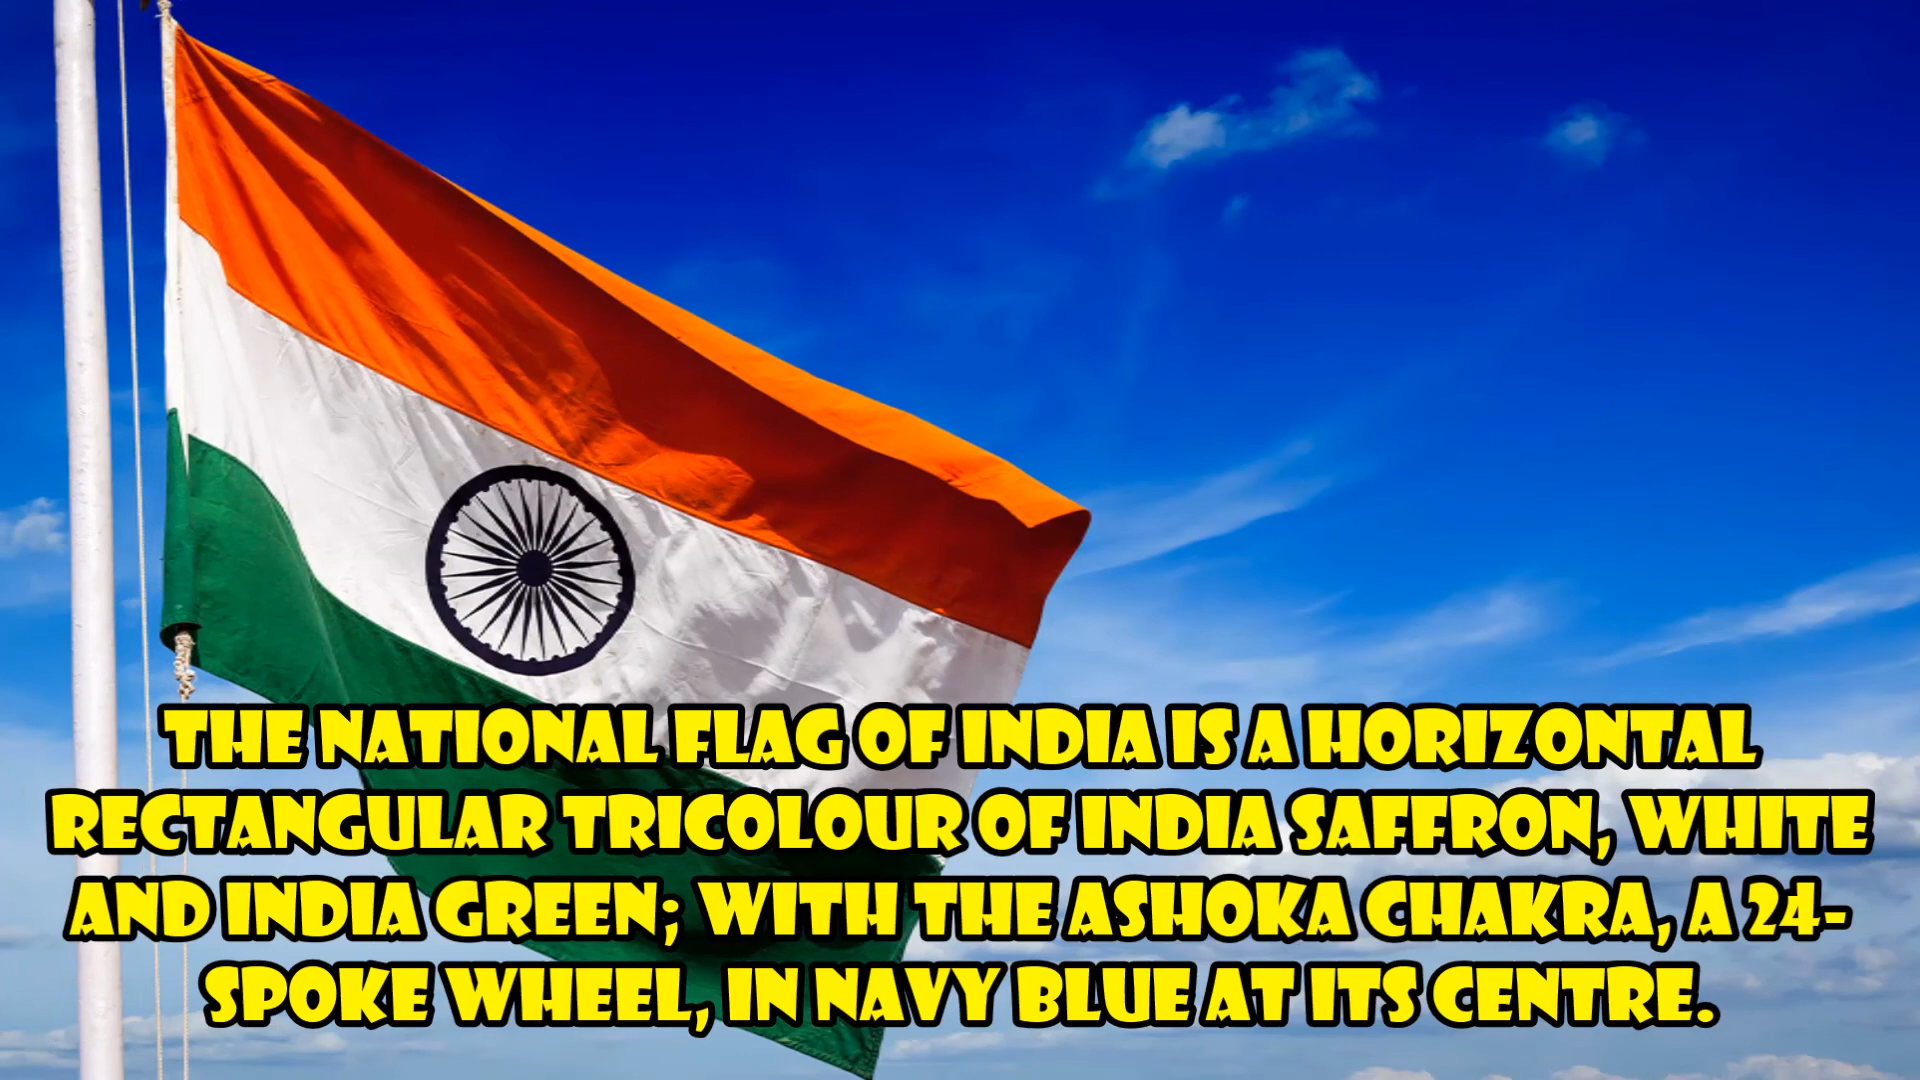 THE NATIONAL FLAG OF INDIA IS A HORIZONTAL
RECTANGULAR TRICOLOUR OF INDIA SAFFRON, WHITE
AND INDIA GREEN; WITH THE ASHOKA CHAKRA, A 24-
SPOKE WHEEL, IN NAVY BLUE AT ITS CENTRE.